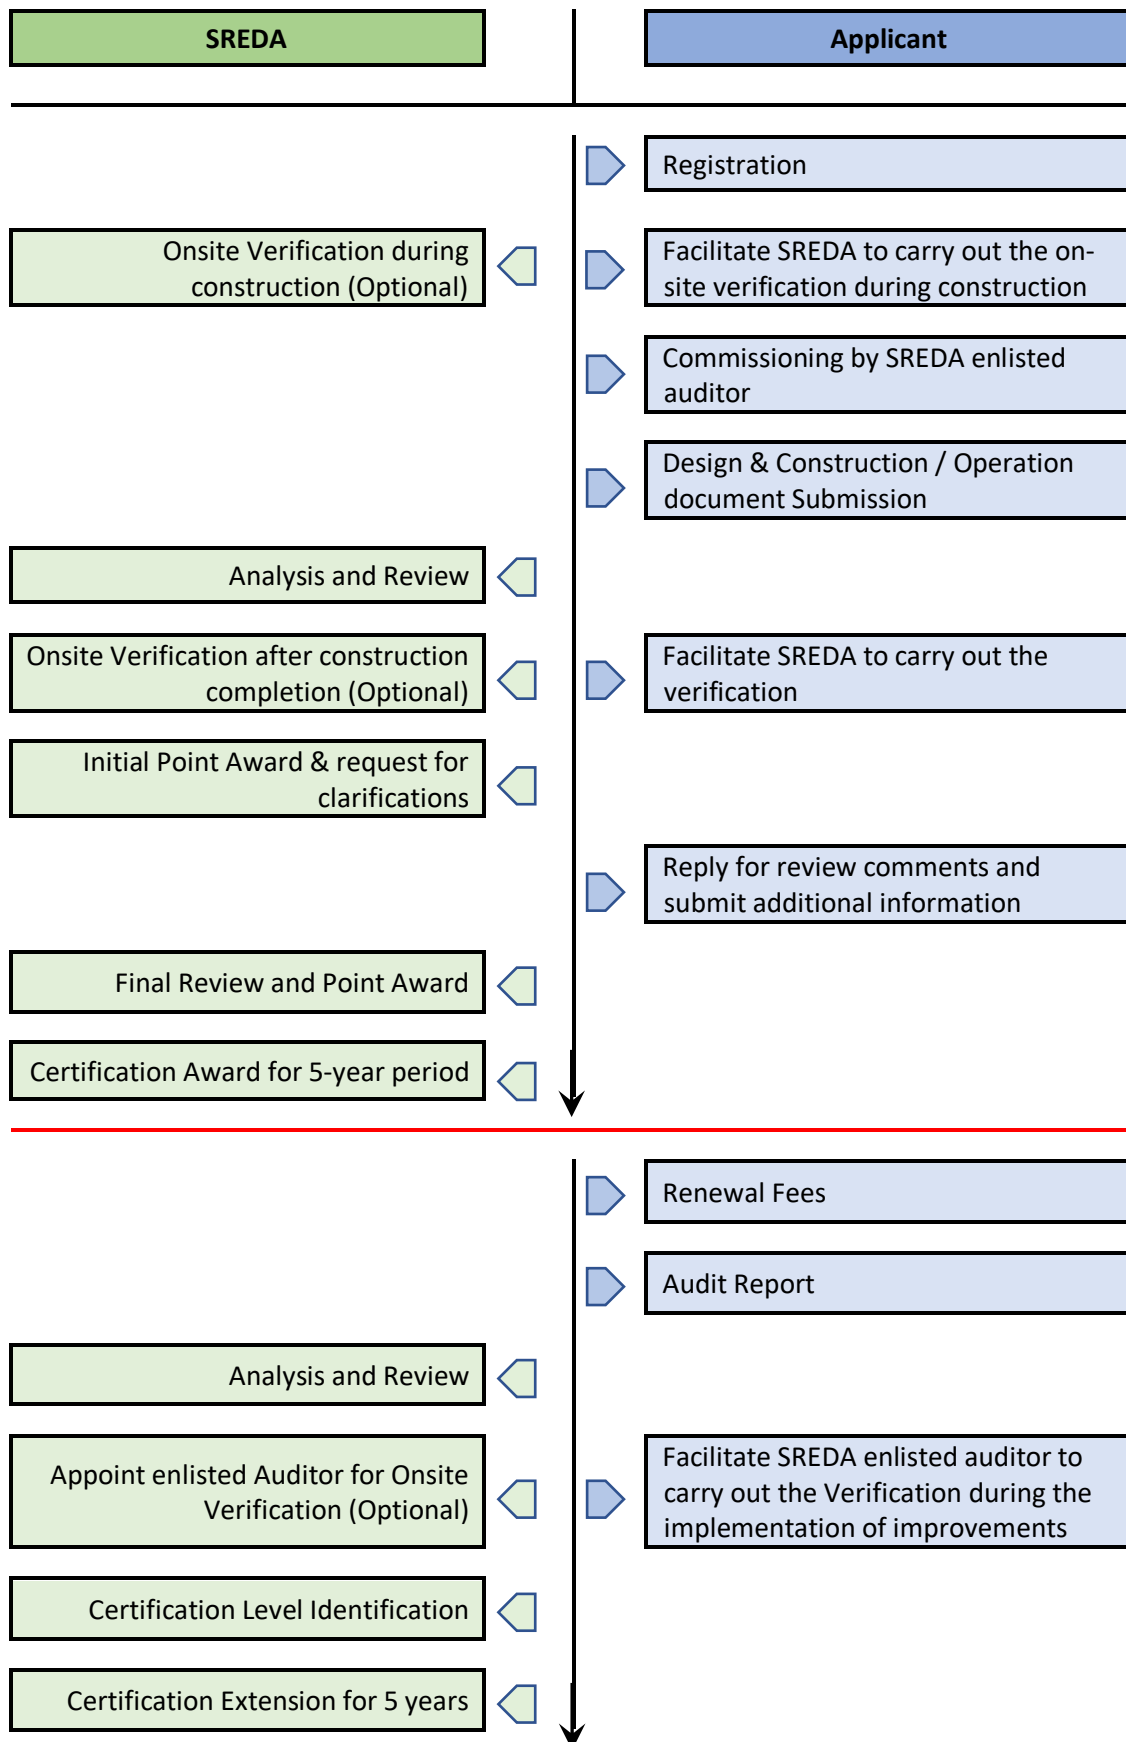 SREDA
Applicant
Registration
Onsite Verification during
construction (Optional)
Facilitate SREDA to carry out the on-
site verification during construction
Commissioning by SREDA enlisted
auditor
Design & Construction / Operation
document Submission
Analysis and Review
Onsite Verification after construction
completion (Optional)
Facilitate SREDA to carry out the
verification
Initial Point Award & request for
clarifications
Reply for review comments and
submit additional information
Final Review and Point Award
Certification Award for 5-year period
Renewal Fees
Audit Report
Analysis and Review
Appoint enlisted Auditor for Onsite
Verification (Optional)
Facilitate SREDA enlisted auditor to
carry out the Verification during the
implementation of improvements
Certification Level Identification
Certification Extension for 5 years